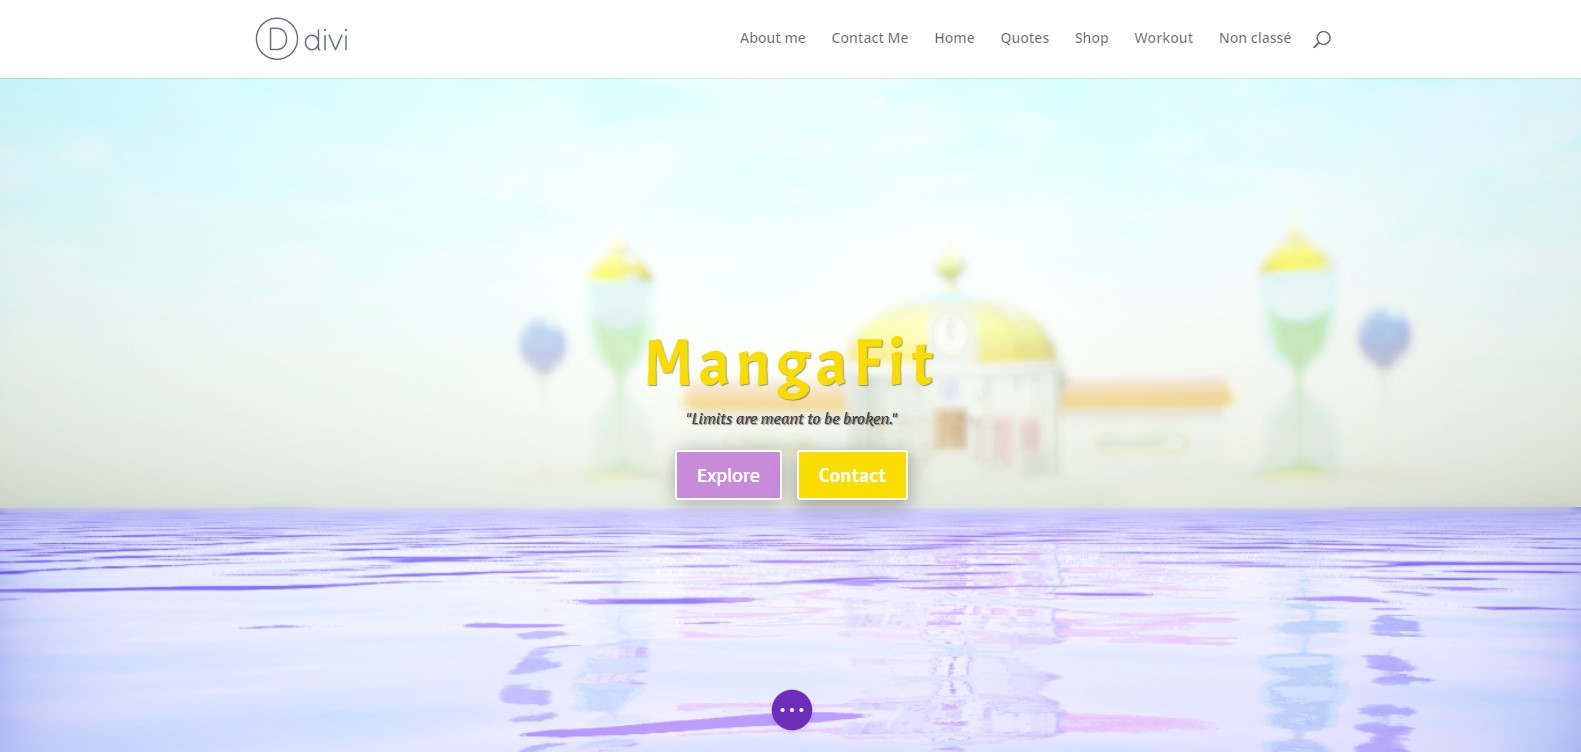 D divi
About me Contact Me Home Quotes Shop Workout Non classé
MangaFit
"Limits are meant to be broken."
Explore Contact